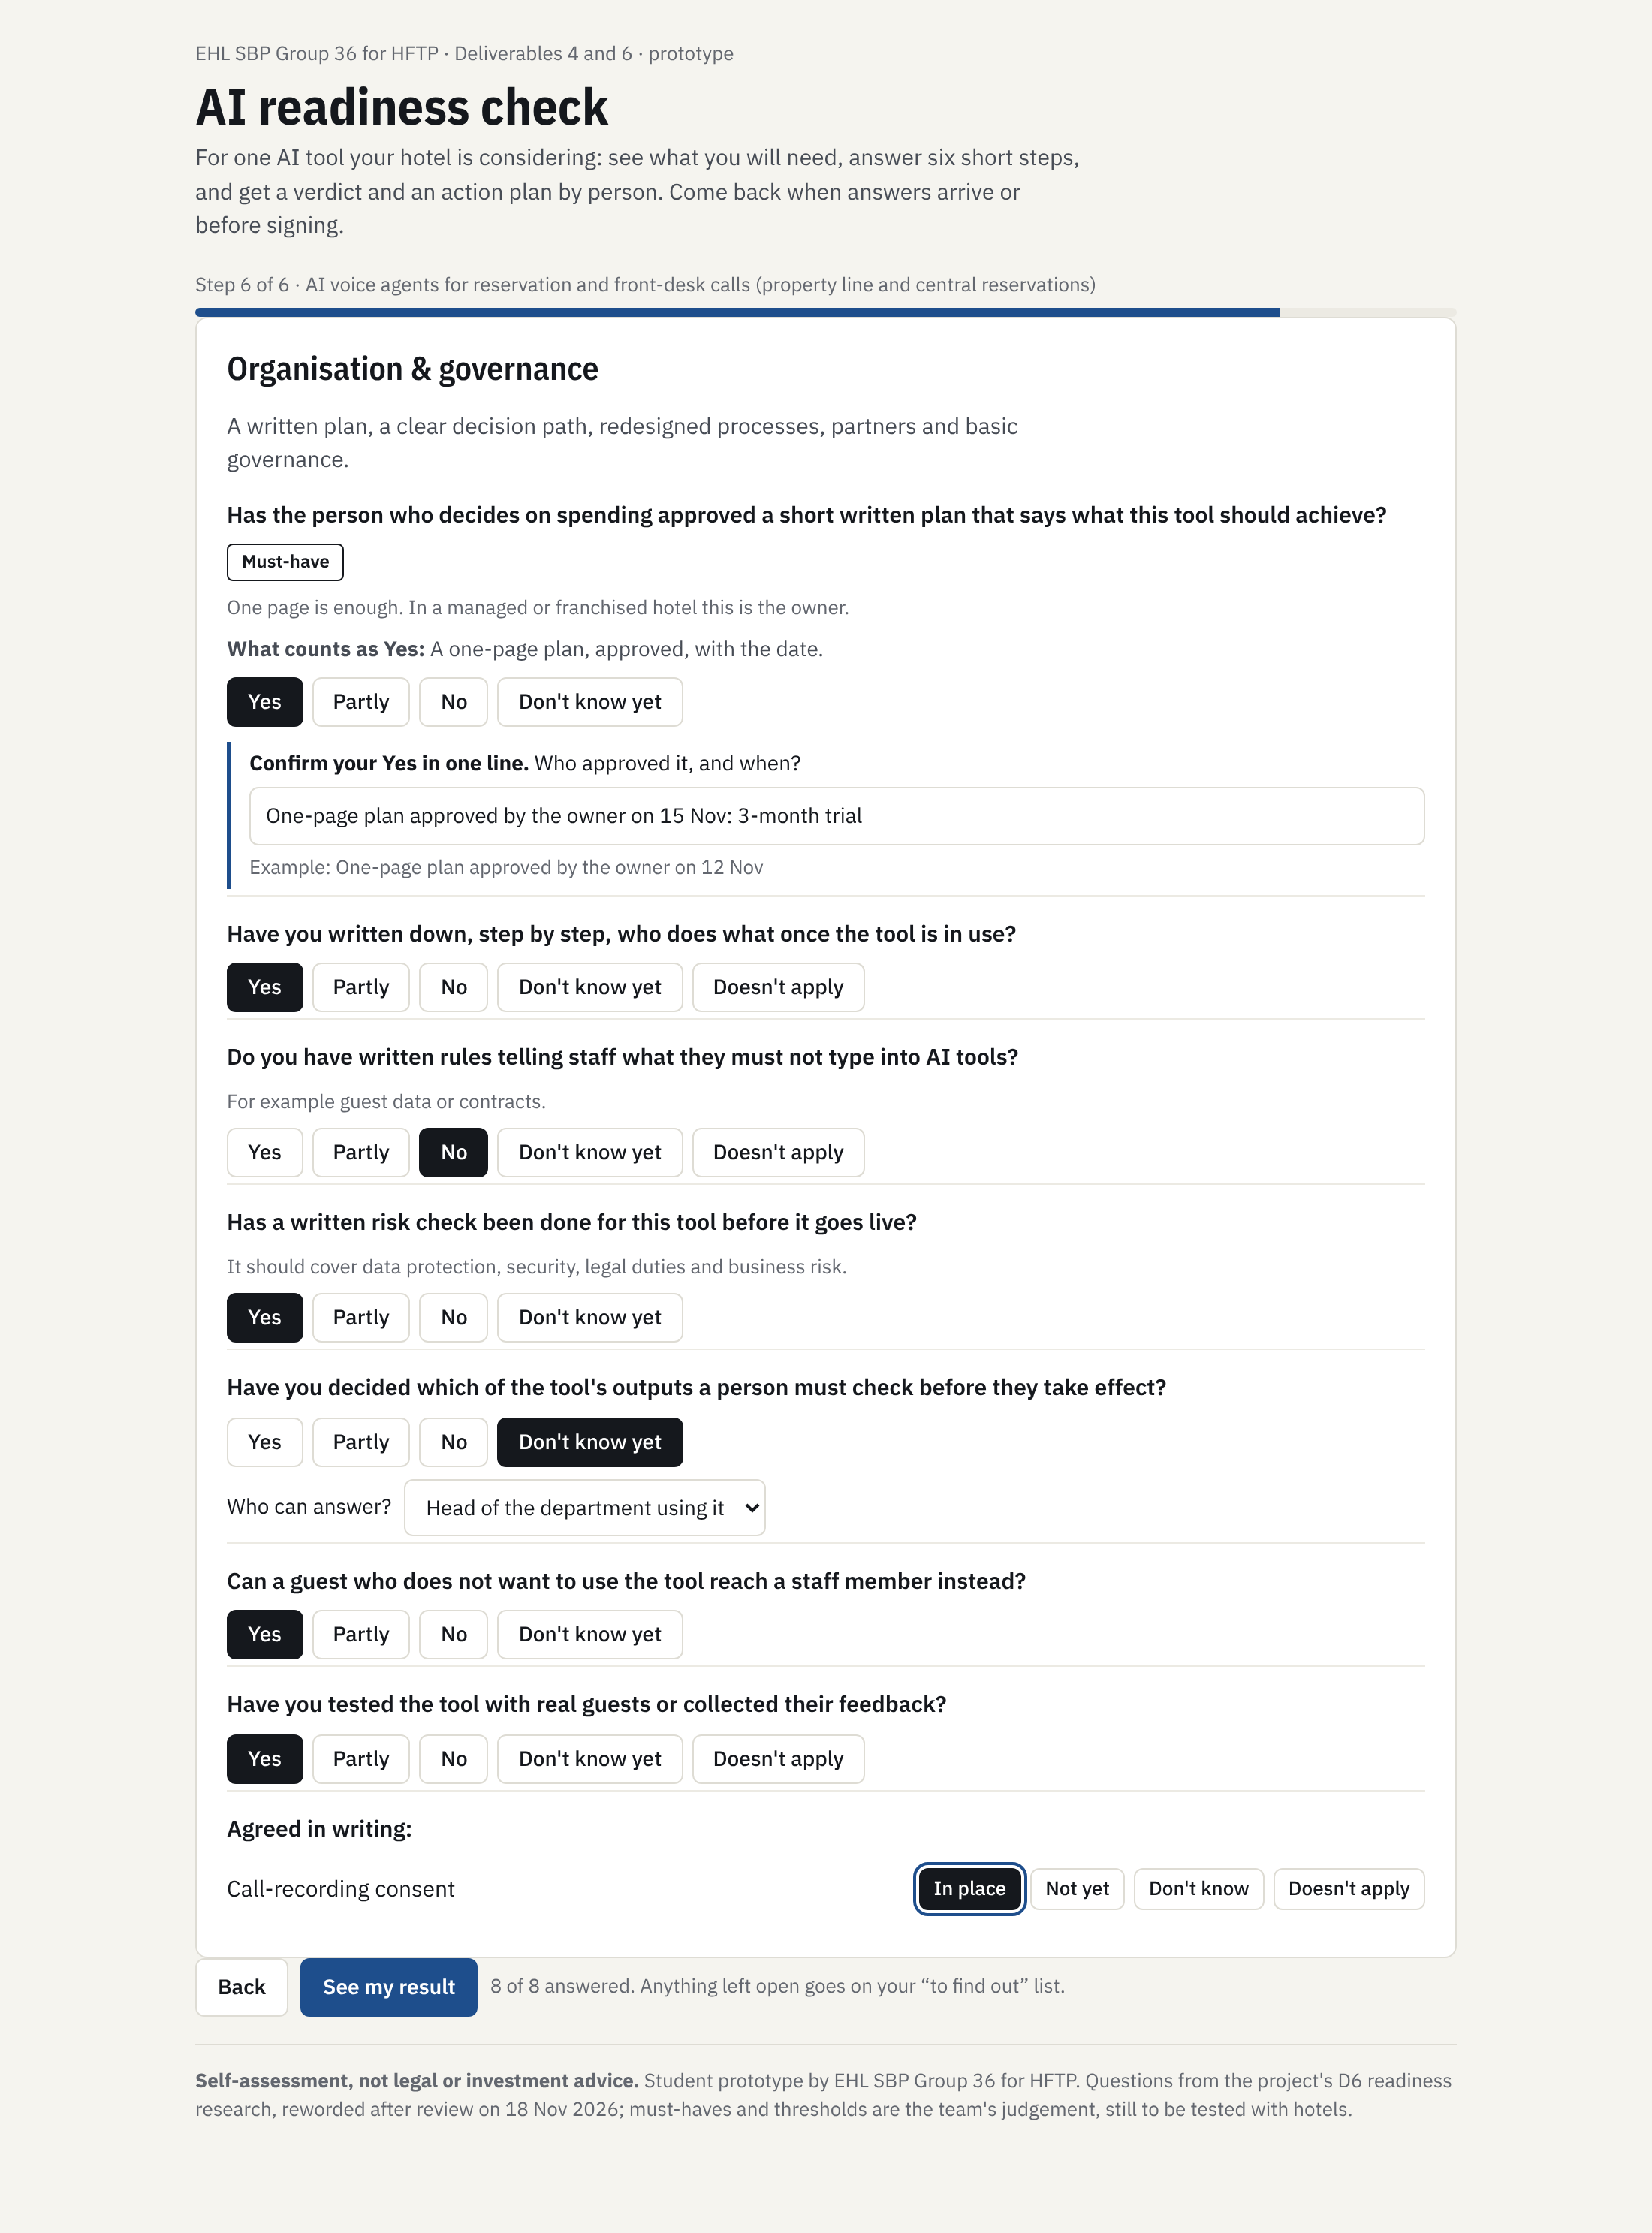 EHL SBP Group 36 for HFTP · Deliverables 4 and 6 · prototype
AI readiness check
For one AI tool your hotel is considering: see what you will need, answer six short steps,
and get a verdict and an action plan by person. Come back when answers arrive or
before signing.
Step 6 of 6 · AI voice agents for reservation and front-desk calls (property line and central reservations)
Organisation & governance
A written plan, a clear decision path, redesigned processes, partners and basic
governance.
Has the person who decides on spending approved a short written plan that says what this tool should achieve?
Must-have
One page is enough. In a managed or franchised hotel this is the owner.
What counts as Yes: A one-page plan, approved, with the date.
Yes Partly No Don't know yet
Confirm your Yes in one line. Who approved it, and when?
One-page plan approved by the owner on 15 Nov: 3-month trial
Example: One-page plan approved by the owner on 12 Nov
Have you written down, step by step, who does what once the tool is in use?
Yes Partly No Don't know yet Doesn't apply
Do you have written rules telling staff what they must not type into AI tools?
For example guest data or contracts.
Yes Partly No Don't know yet Doesn't apply
Has a written risk check been done for this tool before it goes live?
It should cover data protection, security, legal duties and business risk.
Yes Partly No Don't know yet
Have you decided which of the tool's outputs a person must check before they take effect?
Yes Partly No Don't know yet
Who can answer? Head of the department using it
Can a guest who does not want to use the tool reach a staff member instead?
Yes Partly No Don't know yet
Have you tested the tool with real guests or collected their feedback?
Yes Partly No Don't know yet Doesn't apply
Agreed in writing:
Call-recording consent In place Not yet Don't know Doesn't apply
Back See my result 8 of 8 answered. Anything left open goes on your “to find out” list.
Self-assessment, not legal or investment advice. Student prototype by EHL SBP Group 36 for HFTP. Questions from the project's D6 readiness
research, reworded after review on 18 Nov 2026; must-haves and thresholds are the team's judgement, still to be tested with hotels.